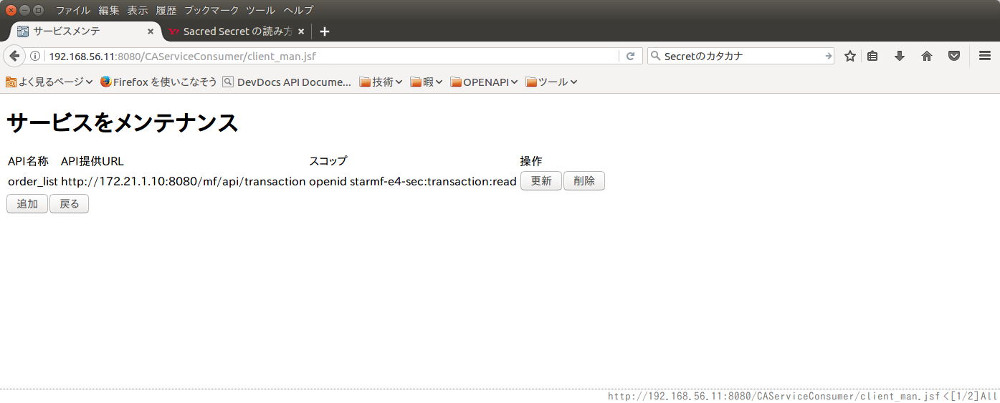 ファイル 編集 表示 履歴 ブックマーク ツール ヘルプ
サービスメンテ Sacred Secret の読み方
192.168.56.11:8080/CAServiceConsumer/client_man.jsf Secretのカタカナ
よく見るページ Firefox を使いこなそう DevDocs API Docume... 技術 暇 OPENAPI ツール
サービスをメンテナンス
API名称 API提供URL スコップ 操作
order_list http://172.21.1.10:8080/mf/api/transaction openid starmf-e4-sec:transaction:read 更新 削除
追加 戻る
http://192.168.56.11:8080/CAServiceConsumer/client_man.jsf <[1/2]All